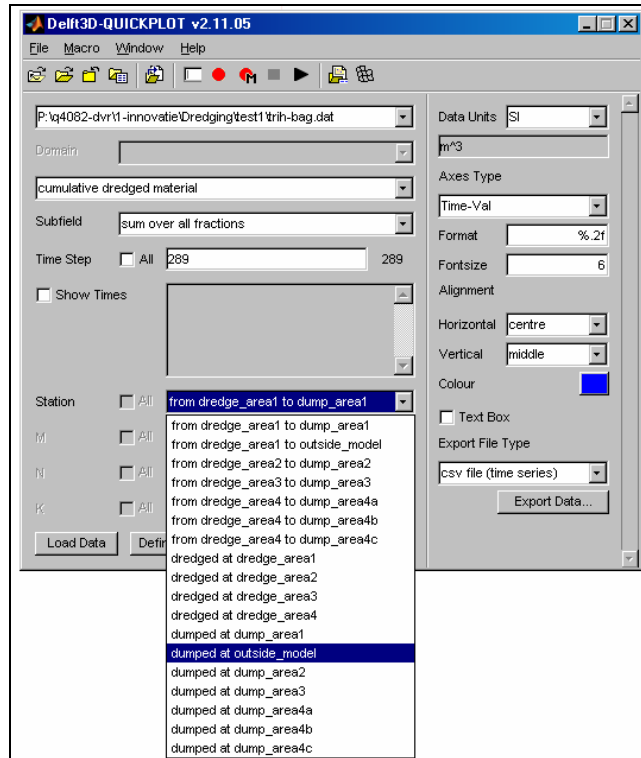 Delft3D-QUICKPLOT v2.11.05
File Macro Window Help
M
P:\q4082-dvr\1-innovatie\Dredging\test1\trih-bag.dat
Domain
cumulative dredged material
Subfield sum over all fractions
Time Step All 289 289
Show Times
Station All from dredge_area1 to dump_area1
M All
N All
K All
Load Data Defin
from dredge_area1 to dump_area1
from dredge_area1 to outside_model
from dredge_area2 to dump_area2
from dredge_area3 to dump_area3
from dredge_area4 to dump_area4a
from dredge_area4 to dump_area4b
from dredge_area4 to dump_area4c
dredged at dredge_area1
dredged at dredge_area2
dredged at dredge_area3
dredged at dredge_area4
dumped at dump_area1
dumped at outside_model
dumped at dump_area2
dumped at dump_area3
dumped at dump_area4a
dumped at dump_area4b
dumped at dump_area4c
Data Units SI
m^3
Axes Type
Time-Val
Format %.2f
Fontsize 6
Alignment
Horizontal centre
Vertical middle
Colour
Text Box
Export File Type
csv file (time series)
Export Data...